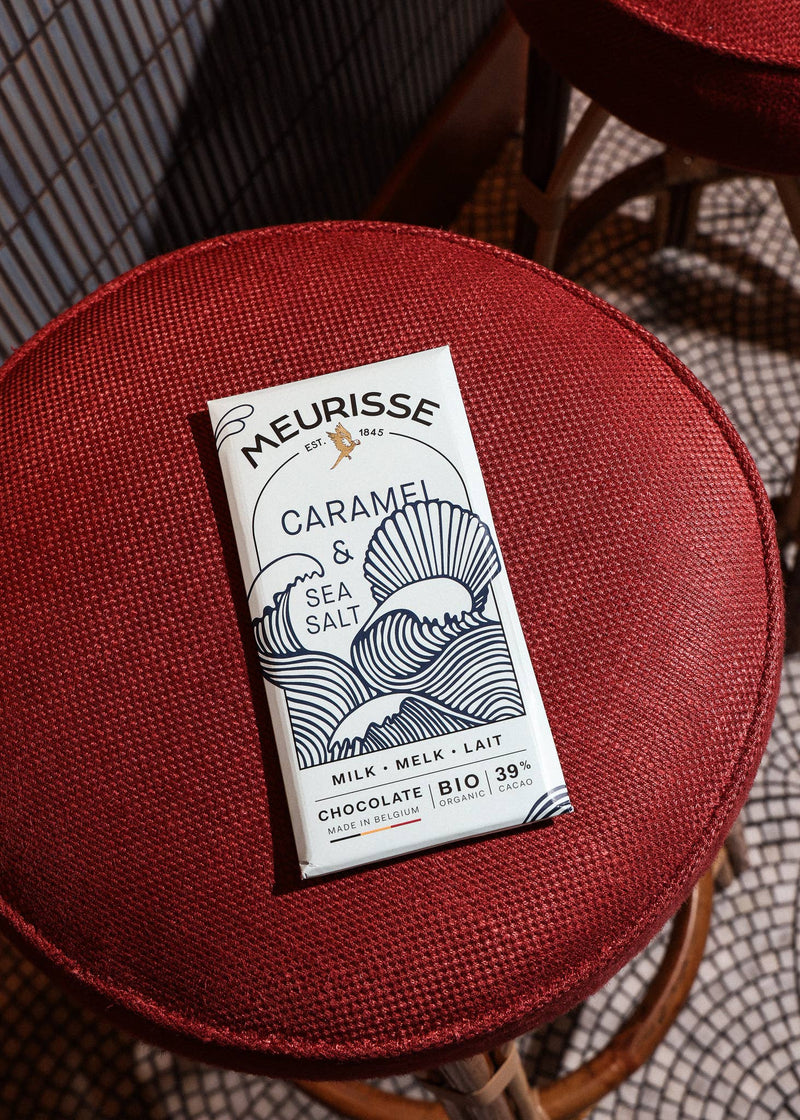 MEURISSE
EST. 1845
CARAMEL
&
SEA
SALT
MILK • MELK • LAIT
CHOCOLATE
MADE IN BELGIUM
BIO
ORGANIC
39%
CACAO